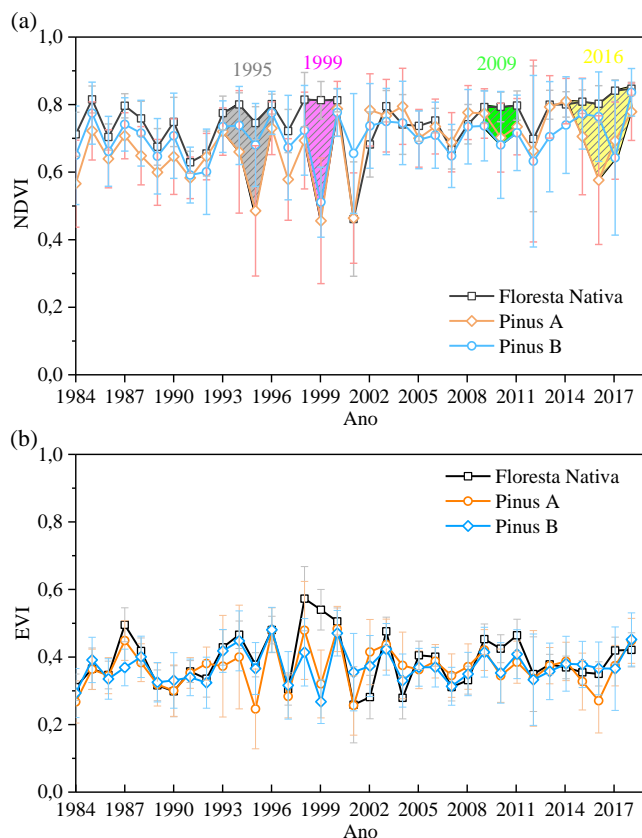 (a)
1,0
1995
1999
2009
2016
0,8
0,6
NDVI
0,4
Floresta Nativa
0,2
Pinus A
Pinus B
0,0
1984 1987 1990 1993 1996 1999 2002 2005 2008 2011 2014 2017
Ano
(b)
1,0
Floresta Nativa
0,8
Pinus A
Pinus B
0,6
EVI
0,4
0,2
0,0
1984 1987 1990 1993 1996 1999 2002 2005 2008 2011 2014 2017
Ano